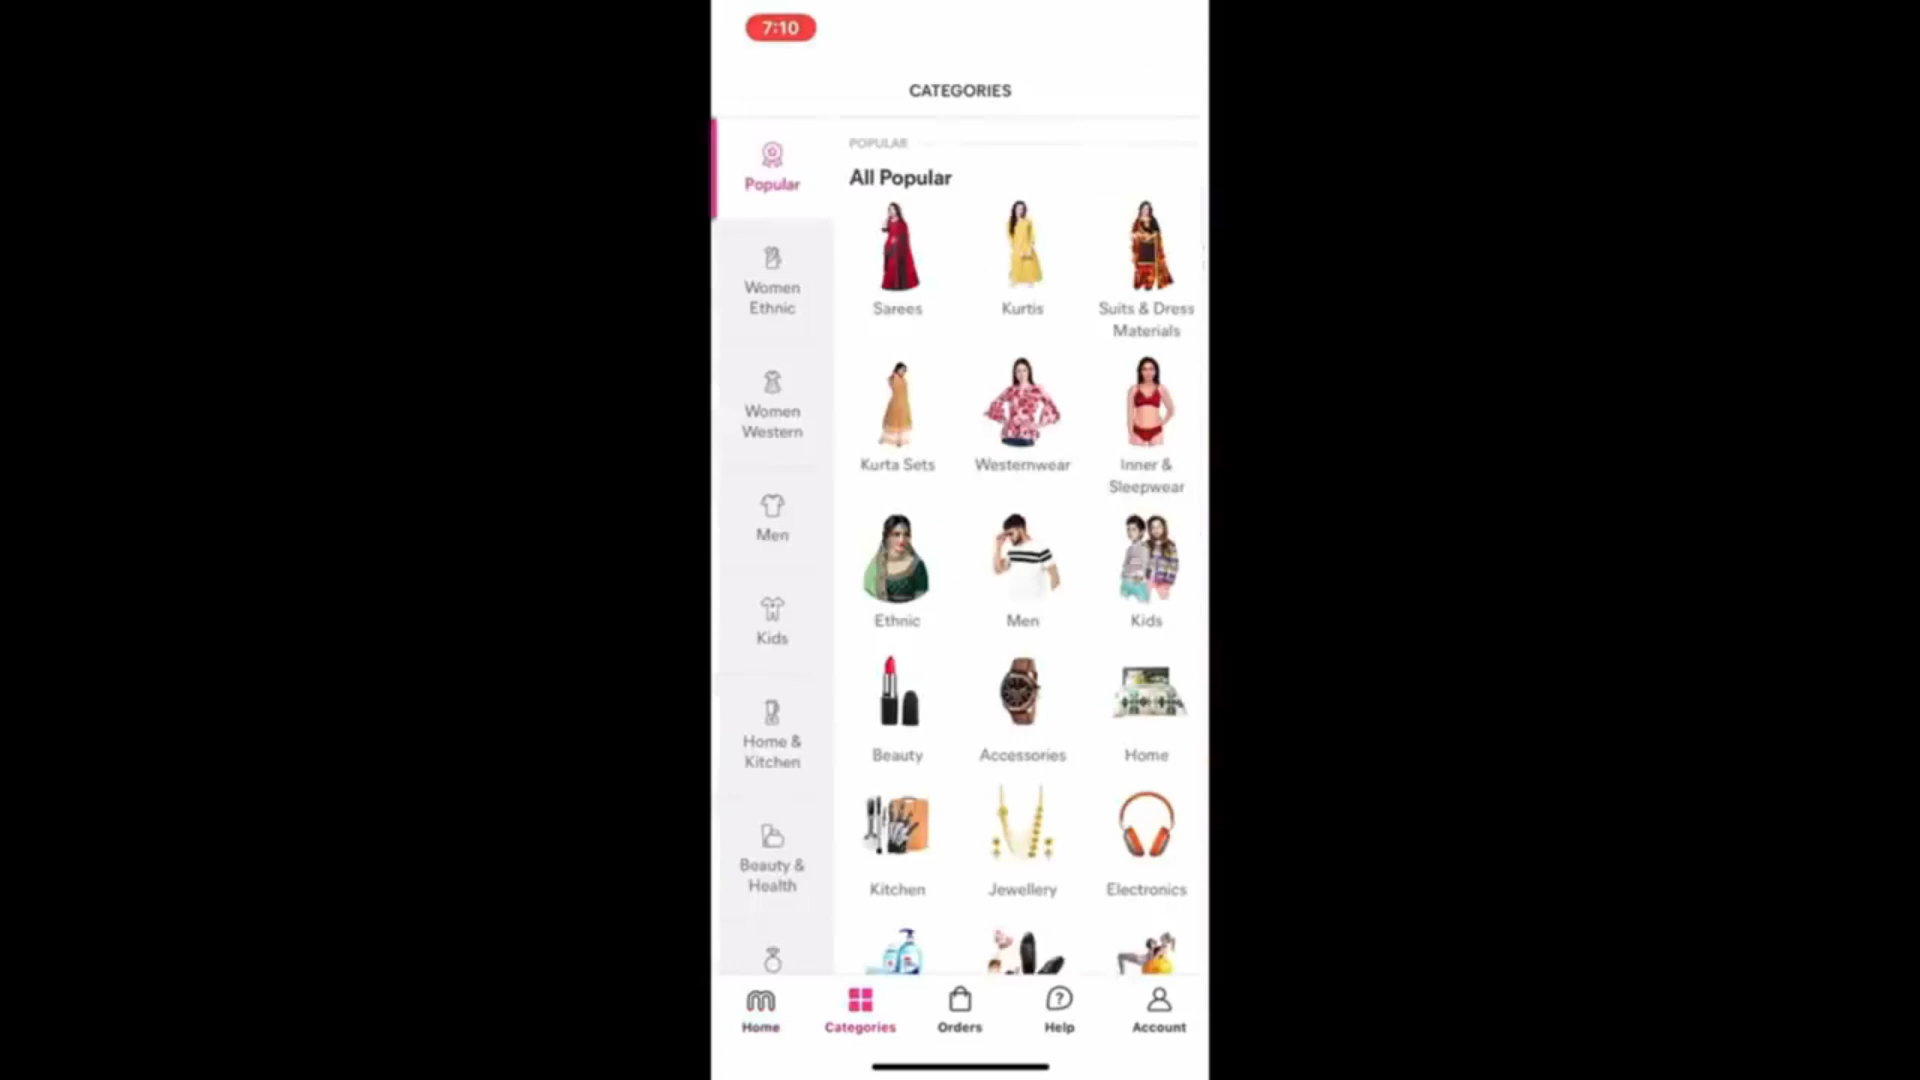 7:10
CATEGORIES
Popular
Women
Ethnic
Women
Western
Men
Kids
Home &
Kitchen
Beauty &
Health
POPULAR
All Popular
Sarees
Kurtis
Suits & Dress
Materials
Kurta Sets
Westernwear
Inner &
Sleepwear
Ethnic
Men
Kids
Beauty
Accessories
Home
Kitchen
Jewellery
Electronics
Home
Categories
Orders
Help
Account